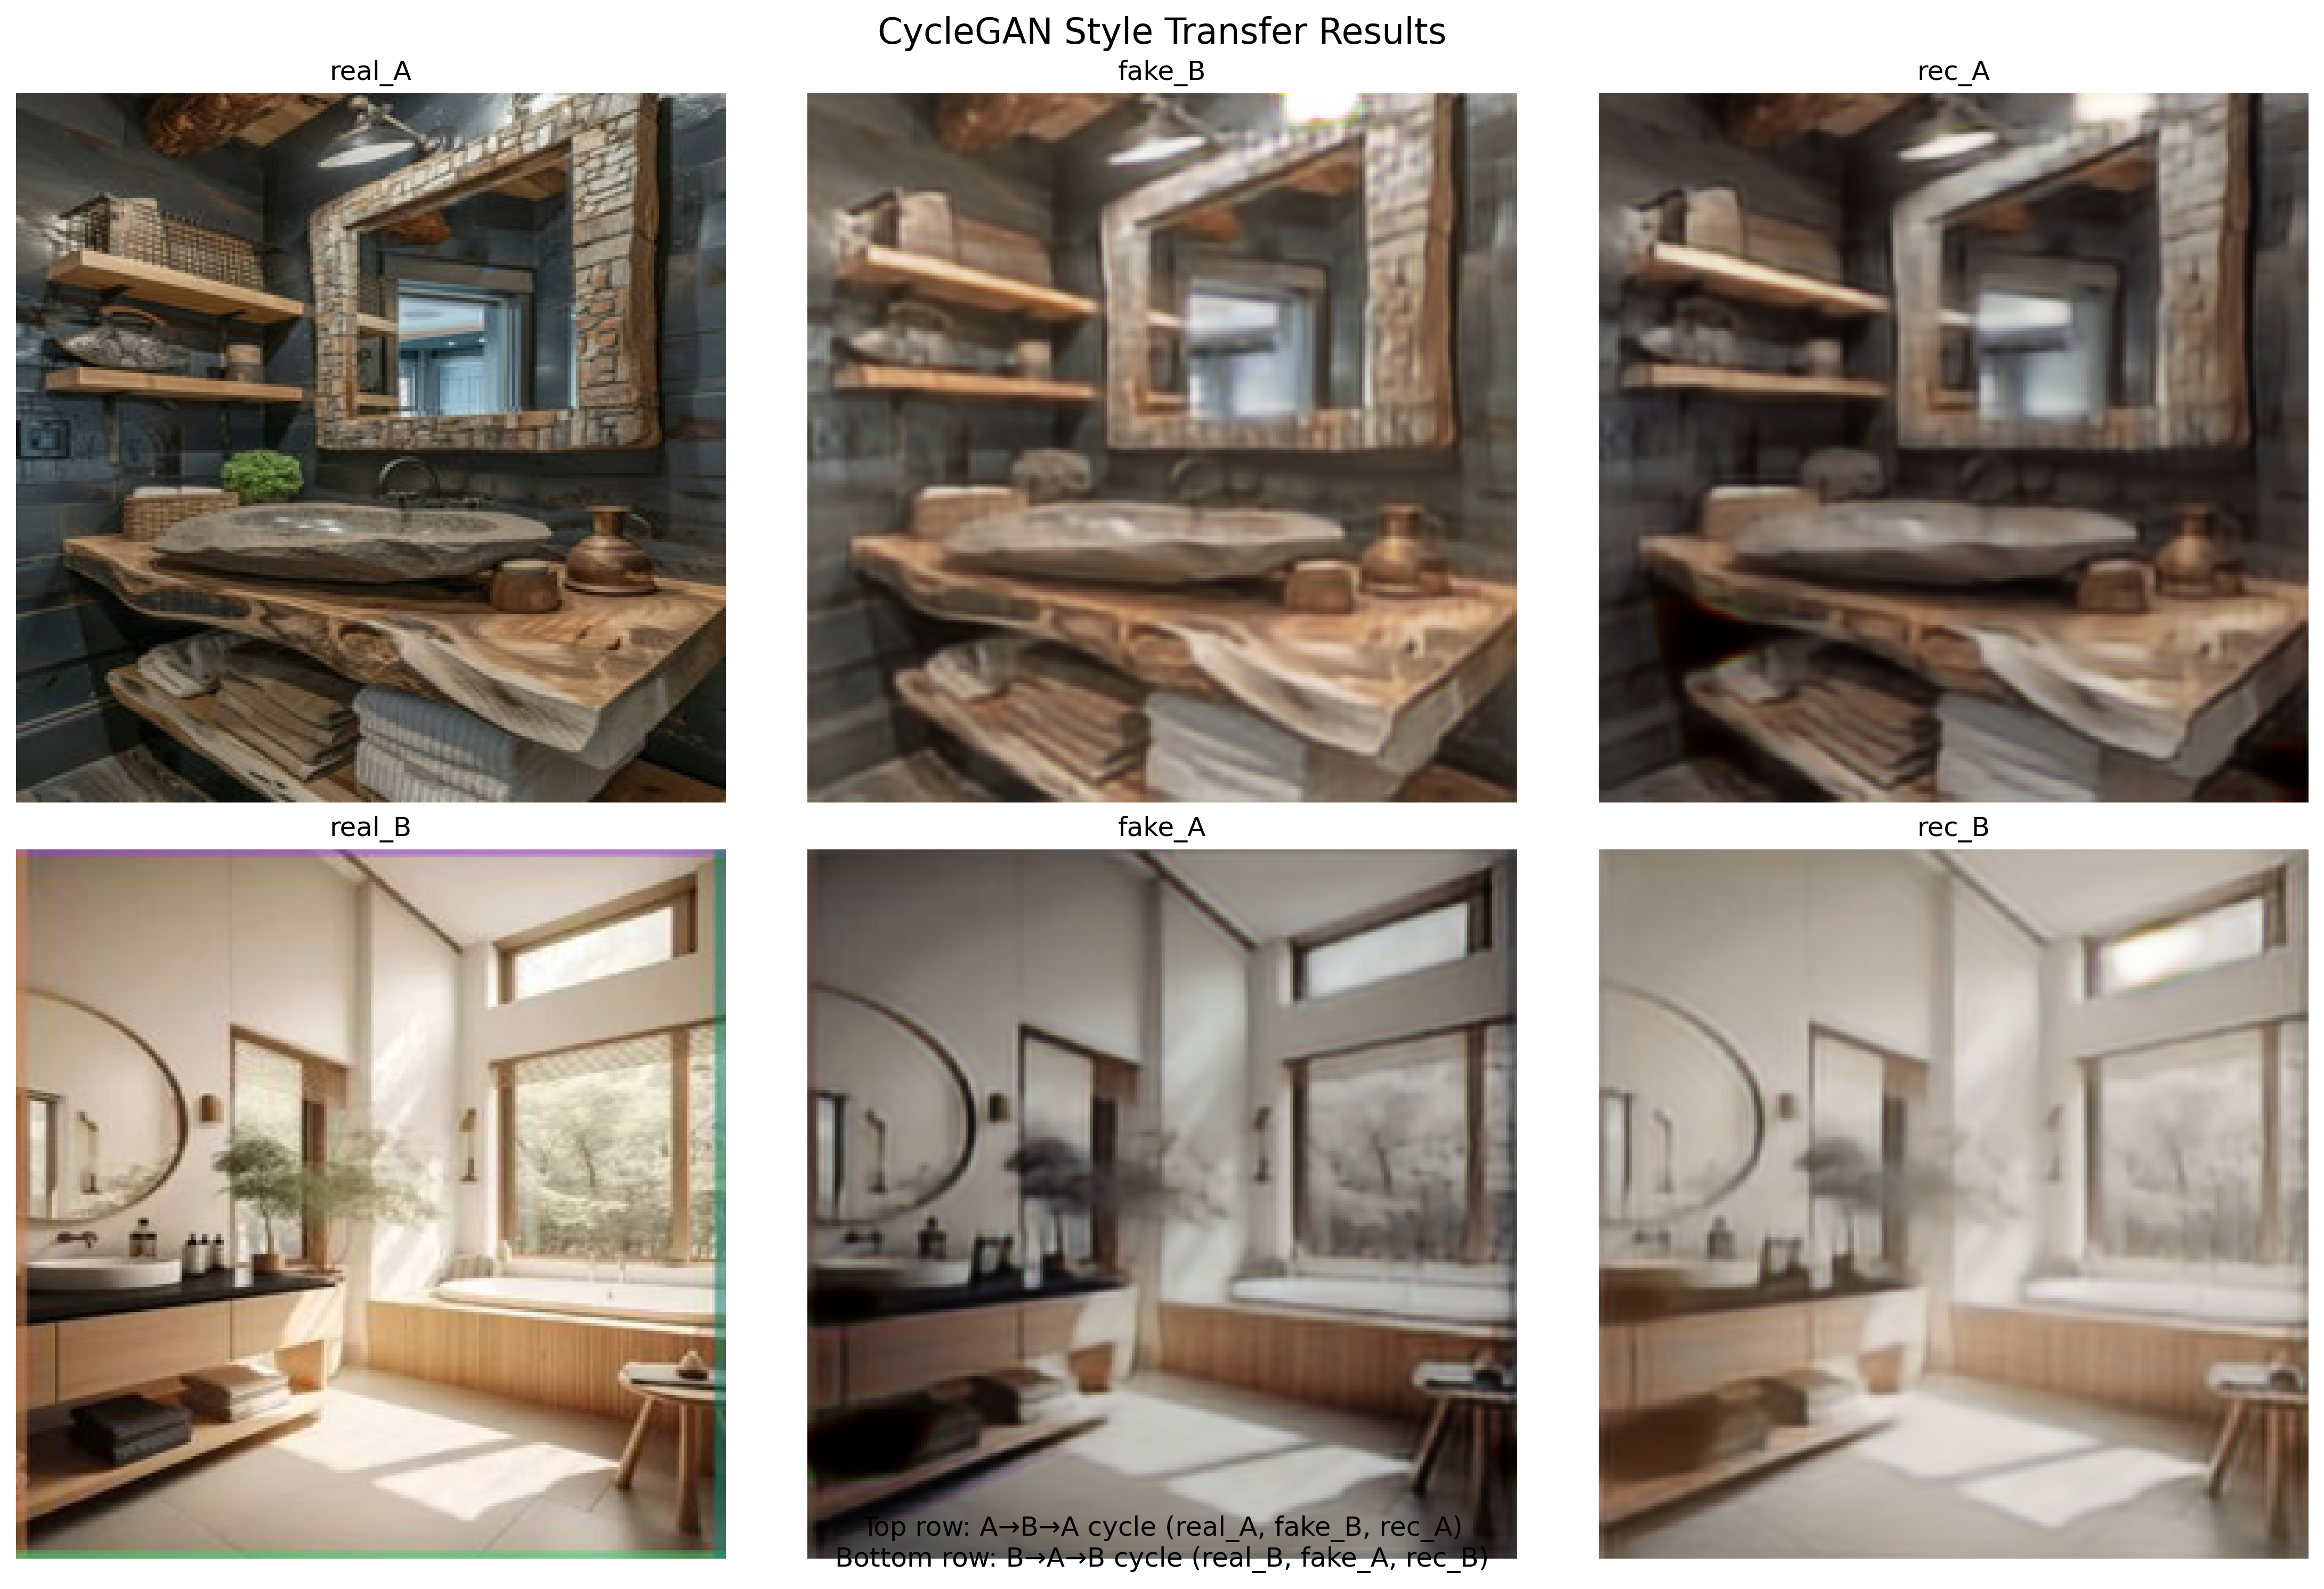 CycleGAN Style Transfer Results
real_A
fake_B
rec_A
real_B
fake_A
rec_B
Top row: A→B→A cycle (real_A, fake_B, rec_A)
Bottom row: B→A→B cycle (real_B, fake_A, rec_B)